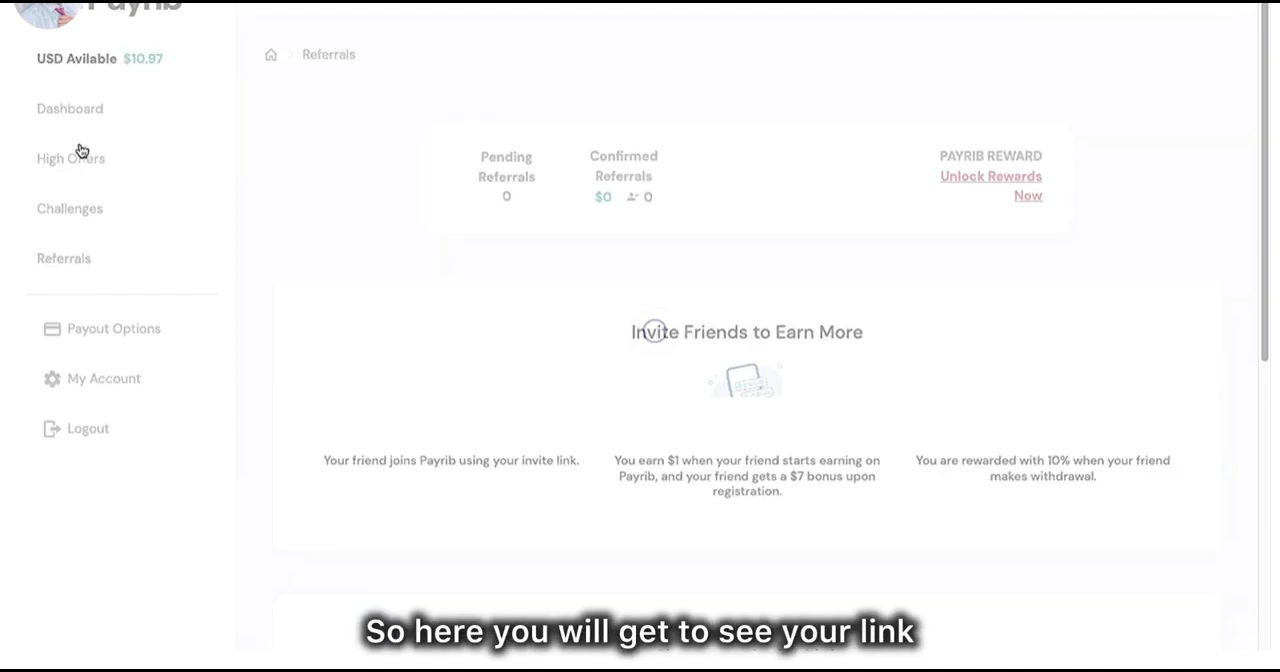 Payrib
USD Avilable $10.97
Dashboard
High Offers
Challenges
Referrals
Payout Options
My Account
Logout
Referrals
Pending
Referrals
0
Confirmed
Referrals
$0 0
PAYRIB REWARD
Unlock Rewards
Now
Invite Friends to Earn More
Your friend joins Payrib using your invite link.
You earn $1 when your friend starts earning on
Payrib, and your friend gets a $7 bonus upon
registration.
You are rewarded with 10% when your friend
makes withdrawal.
So here you will get to see your link